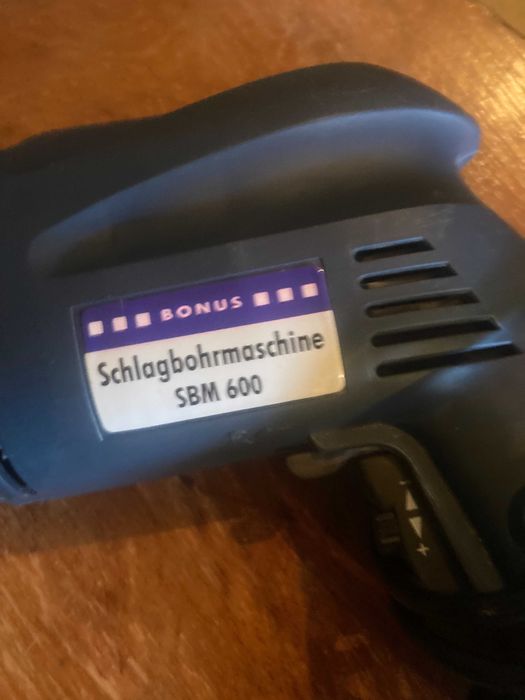 BONUS
Schlagbohrmaschine
SBM 600
- +